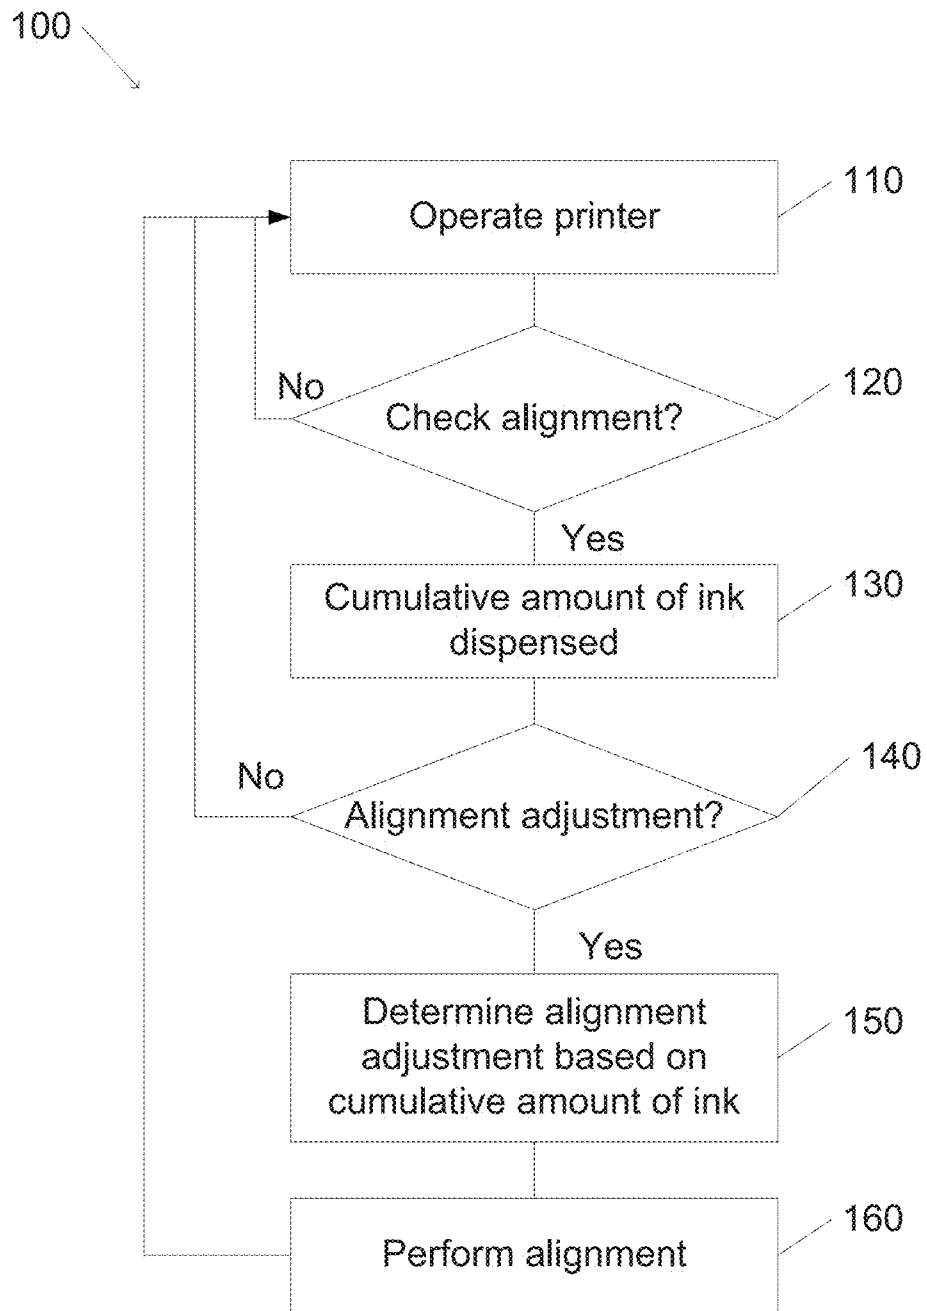 100
Operate printer
110
No
Check alignment?
120
Yes
Cumulative amount of ink
dispensed
130
No
Alignment adjustment?
140
Yes
Determine alignment
adjustment based on
cumulative amount of ink
150
Perform alignment
160